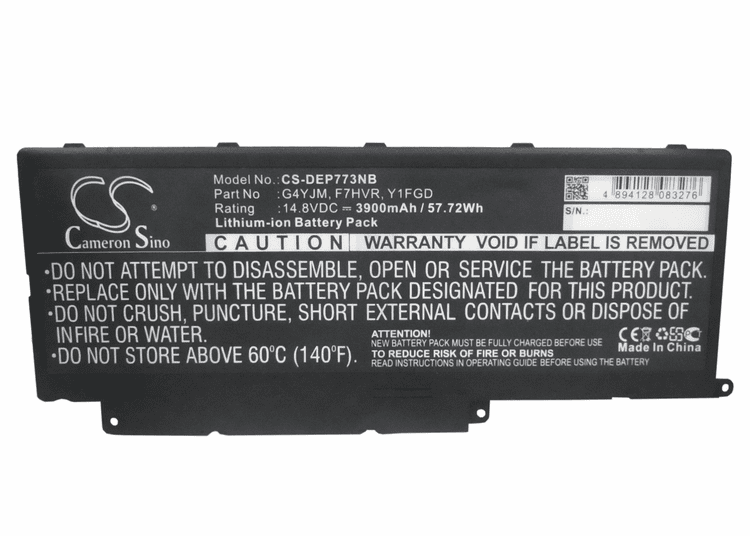 CS
Cameron Sino
Model No.: CS-DEP773NB
Part No : G4YJM, F7HVR, Y1FGD
Rating : 14.8VDC ⎓ 3900mAh / 57.72Wh
Lithium-ion Battery Pack
4 894128 083276
S/N.:
CAUTION WARRANTY VOID IF LABEL IS REMOVED
•DO NOT ATTEMPT TO DISASSEMBLE, OPEN OR SERVICE THE BATTERY PACK.
•REPLACE ONLY WITH THE BATTERY PACK DESIGNATED FOR THIS PRODUCT.
•DO NOT CRUSH, PUNCTURE, SHORT EXTERNAL CONTACTS OR DISPOSE OF
IN FIRE OR WATER.
•DO NOT STORE ABOVE 60°C (140°F).
ATTENTION!
NEW BATTERY PACK MUST BE FULLY CHARGED BEFORE USE
TO REDUCE RISK OF FIRE OR BURNS
READ INSTRUCTIONS CAREFULLY BEFORE USING THE BATTERY
CE
Made In China